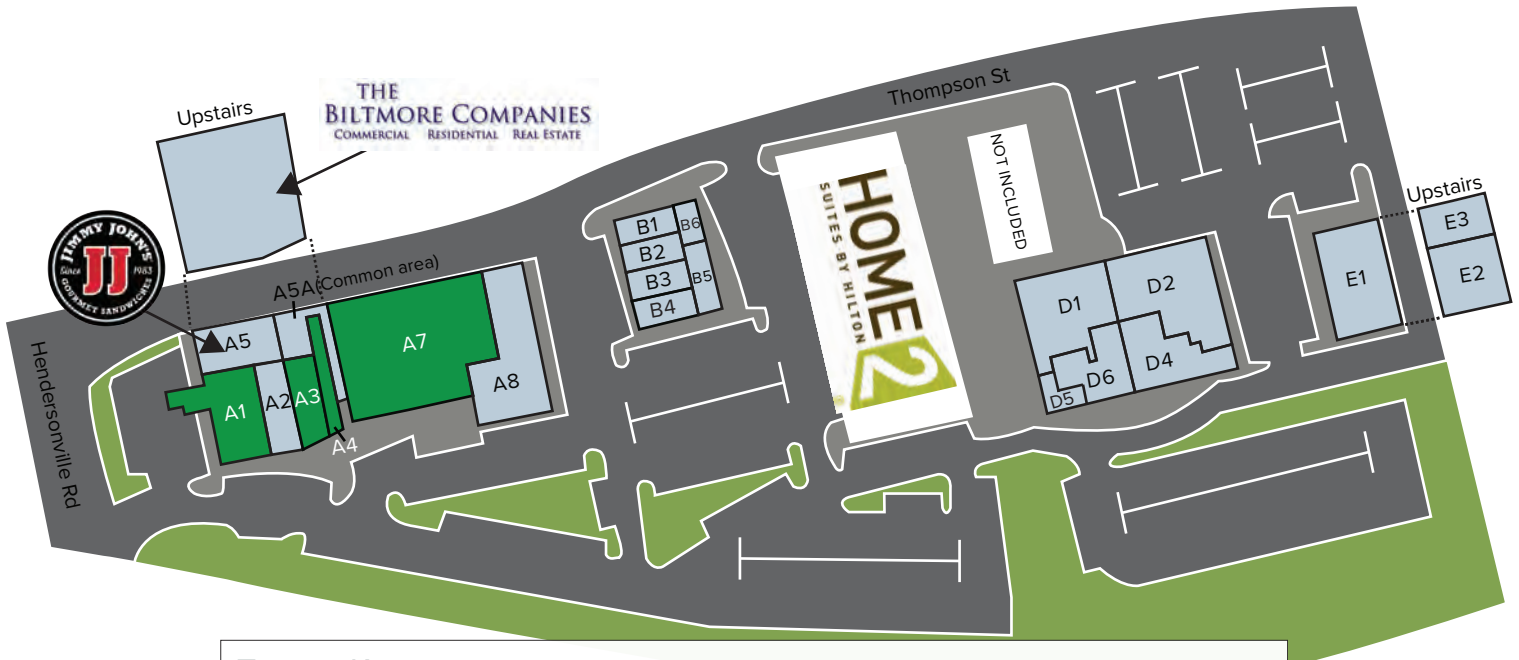 Upstairs
THE
BILTMORE COMPANIES
COMMERCIAL RESIDENTIAL REAL ESTATE
Thompson St
NOT INCLUDED
HOME2
SUITES BY HILTON
Upstairs
E3
E2
E1
JIMMY JOHN'S
Since 1983
JJ
GOURMET SANDWICHES
Hendersonville Rd
A5A
(Common area)
A5
A1
A2
A3
A4
A7
A8
B1
B2
B3
B4
B5
B6
D1
D2
D4
D5
D6